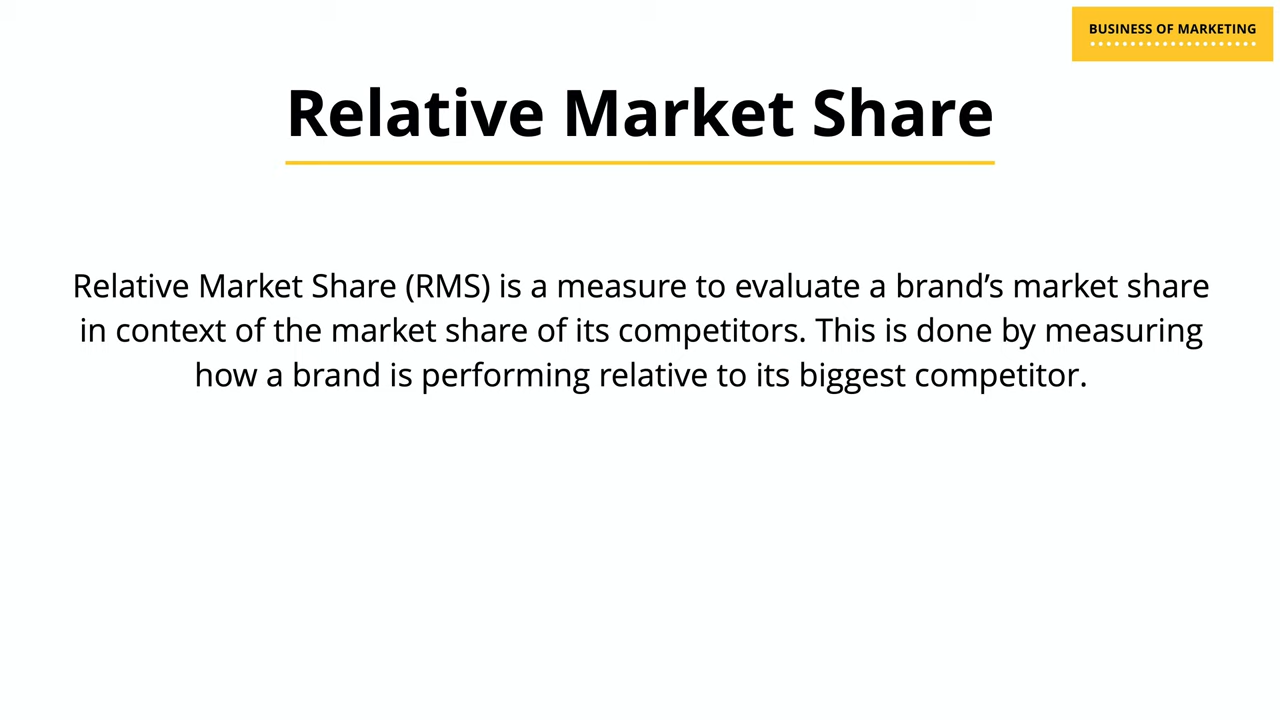 BUSINESS OF MARKETING
Relative Market Share
Relative Market Share (RMS) is a measure to evaluate a brand’s market share
in context of the market share of its competitors. This is done by measuring
how a brand is performing relative to its biggest competitor.